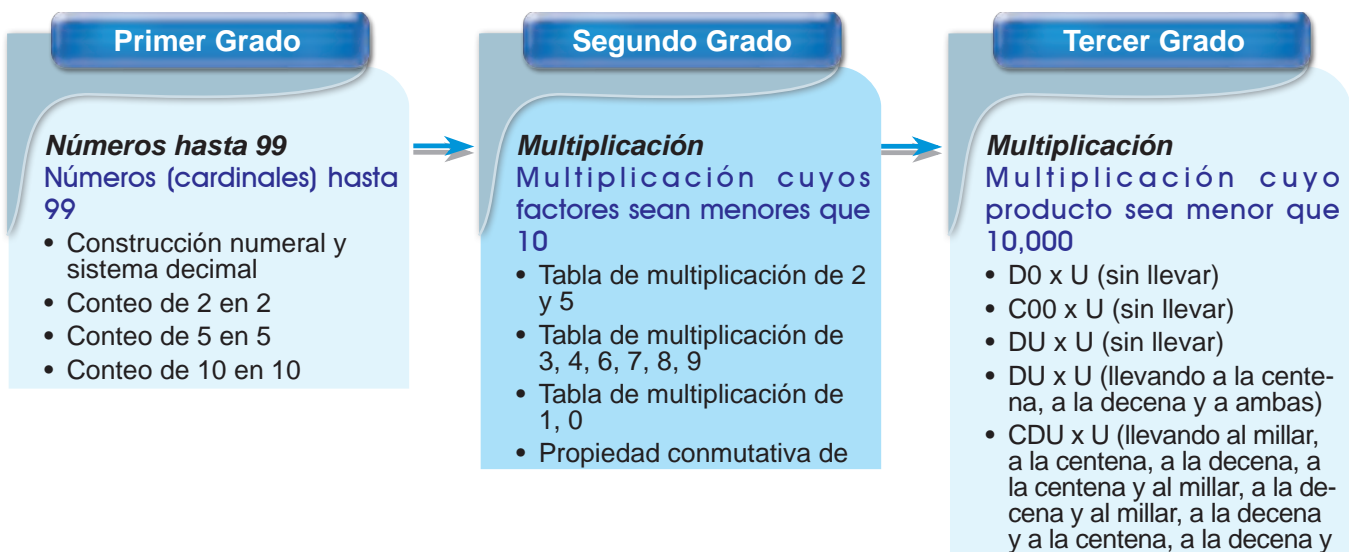 Primer Grado
Números hasta 99
Números (cardinales) hasta
99
• Construcción numeral y
sistema decimal
• Conteo de 2 en 2
• Conteo de 5 en 5
• Conteo de 10 en 10
Segundo Grado
Multiplicación
Multiplicación cuyos
factores sean menores que
10
• Tabla de multiplicación de 2
y 5
• Tabla de multiplicación de
3, 4, 6, 7, 8, 9
• Tabla de multiplicación de
1, 0
• Propiedad conmutativa de
Tercer Grado
Multiplicación
Multiplicación cuyo
producto sea menor que
10,000
• D0 x U (sin llevar)
• C00 x U (sin llevar)
• DU x U (sin llevar)
• DU x U (llevando a la cente-
na, a la decena y a ambas)
• CDU x U (llevando al millar,
a la centena, a la decena, a
la centena y al millar, a la de-
cena y al millar, a la decena
y a la centena, a la decena y